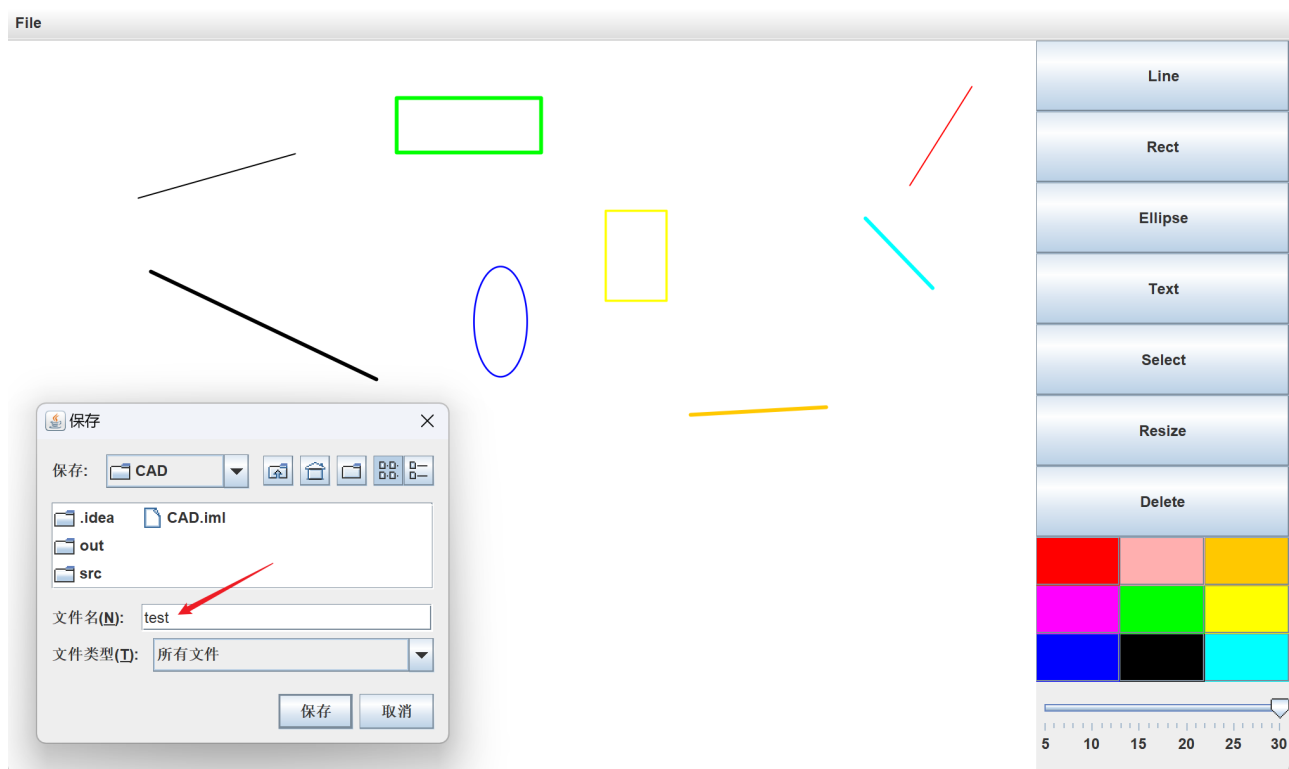 File
Line
Rect
Ellipse
Text
Select
Resize
Delete
5 10 15 20 25 30
保存
保存: CAD
.idea CAD.iml
out
src
文件名(N): test
文件类型(T): 所有文件
保存 取消